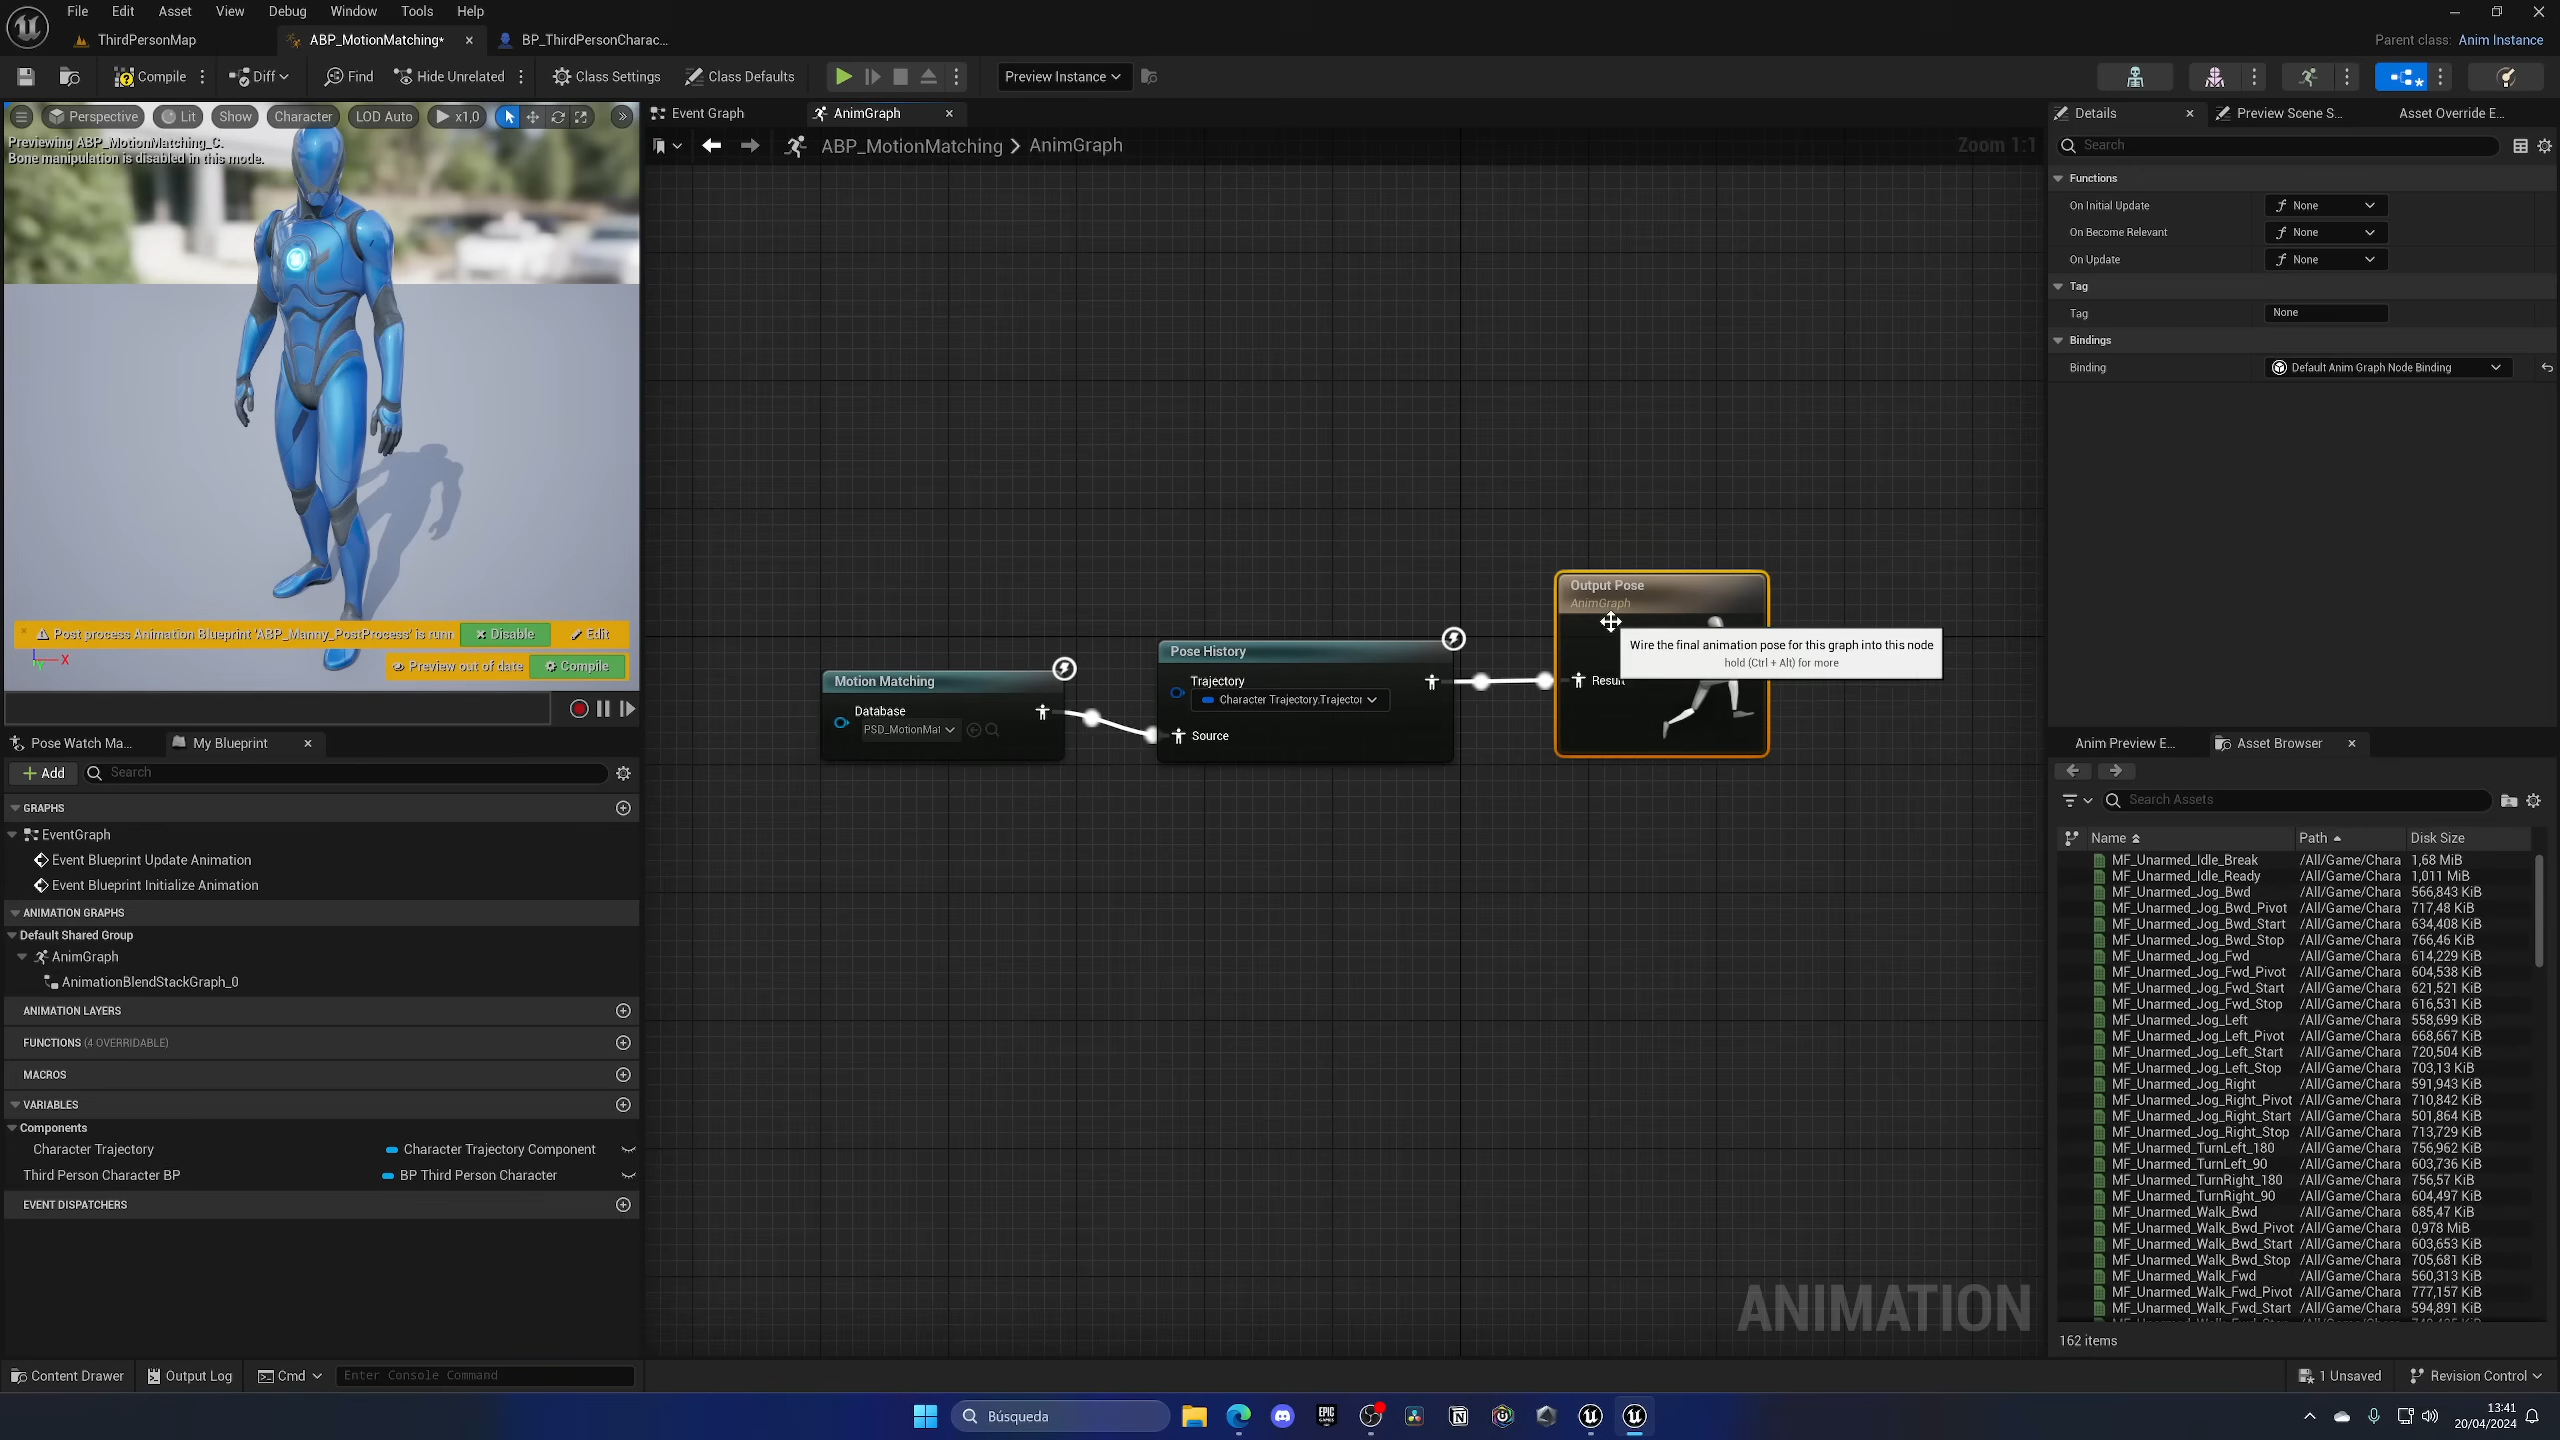 File Edit Asset View Debug Window Tools Help
ThirdPersonMap ABP_MotionMatching* BP_ThirdPersonCharac... Parent class: Anim Instance
Compile Diff Find Hide Unrelated Class Settings Class Defaults Preview Instance
Perspective Lit Show Character LOD Auto x1,0
Previewing ABP_MotionMatching_C.
Bone manipulation is disabled in this mode.
Post process Animation Blueprint 'ABP_Manny_PostProcess' is runn Disable Edit
X
Preview out of date Compile
Pose Watch Ma... My Blueprint
Add Search
GRAPHS
EventGraph
Event Blueprint Update Animation
Event Blueprint Initialize Animation
ANIMATION GRAPHS
Default Shared Group
AnimGraph
AnimationBlendStackGraph_0
ANIMATION LAYERS
FUNCTIONS (4 OVERRIDABLE)
MACROS
VARIABLES
Components
Character Trajectory Character Trajectory Component
Third Person Character BP BP Third Person Character
EVENT DISPATCHERS
Event Graph AnimGraph
ABP_MotionMatching > AnimGraph Zoom 1:1
Motion Matching
Database
PSD_MotionMat
Pose History
Trajectory
Character Trajectory.Trajector
Source
Output Pose
AnimGraph
Result
Wire the final animation pose for this graph into this node
hold (Ctrl + Alt) for more
ANIMATION
Details Preview Scene S... Asset Override E...
Search
Functions
On Initial Update None
On Become Relevant None
On Update None
Tag
Tag None
Bindings
Binding Default Anim Graph Node Binding
Anim Preview E... Asset Browser
Search Assets
Name Path Disk Size
MF_Unarmed_Idle_Break /All/Game/Chara 1,68 MiB
MF_Unarmed_Idle_Ready /All/Game/Chara 1,011 MiB
MF_Unarmed_Jog_Bwd /All/Game/Chara 566,843 KiB
MF_Unarmed_Jog_Bwd_Pivot /All/Game/Chara 717,48 KiB
MF_Unarmed_Jog_Bwd_Start /All/Game/Chara 634,408 KiB
MF_Unarmed_Jog_Bwd_Stop /All/Game/Chara 766,46 KiB
MF_Unarmed_Jog_Fwd /All/Game/Chara 614,229 KiB
MF_Unarmed_Jog_Fwd_Pivot /All/Game/Chara 604,538 KiB
MF_Unarmed_Jog_Fwd_Start /All/Game/Chara 621,521 KiB
MF_Unarmed_Jog_Fwd_Stop /All/Game/Chara 616,531 KiB
MF_Unarmed_Jog_Left /All/Game/Chara 558,699 KiB
MF_Unarmed_Jog_Left_Pivot /All/Game/Chara 668,667 KiB
MF_Unarmed_Jog_Left_Start /All/Game/Chara 720,504 KiB
MF_Unarmed_Jog_Left_Stop /All/Game/Chara 703,13 KiB
MF_Unarmed_Jog_Right /All/Game/Chara 591,943 KiB
MF_Unarmed_Jog_Right_Pivot /All/Game/Chara 710,842 KiB
MF_Unarmed_Jog_Right_Start /All/Game/Chara 501,864 KiB
MF_Unarmed_Jog_Right_Stop /All/Game/Chara 713,729 KiB
MF_Unarmed_TurnLeft_180 /All/Game/Chara 756,962 KiB
MF_Unarmed_TurnLeft_90 /All/Game/Chara 603,736 KiB
MF_Unarmed_TurnRight_180 /All/Game/Chara 756,57 KiB
MF_Unarmed_TurnRight_90 /All/Game/Chara 604,497 KiB
MF_Unarmed_Walk_Bwd /All/Game/Chara 685,47 KiB
MF_Unarmed_Walk_Bwd_Pivot /All/Game/Chara 0,978 MiB
MF_Unarmed_Walk_Bwd_Start /All/Game/Chara 603,653 KiB
MF_Unarmed_Walk_Bwd_Stop /All/Game/Chara 705,681 KiB
MF_Unarmed_Walk_Fwd /All/Game/Chara 560,313 KiB
MF_Unarmed_Walk_Fwd_Pivot /All/Game/Chara 777,157 KiB
MF_Unarmed_Walk_Fwd_Start /All/Game/Chara 594,891 KiB
162 items
Content Drawer Output Log Cmd Enter Console Command 1 Unsaved Revision Control
Búsqueda
EPIC GAMES
13:41
20/04/2024